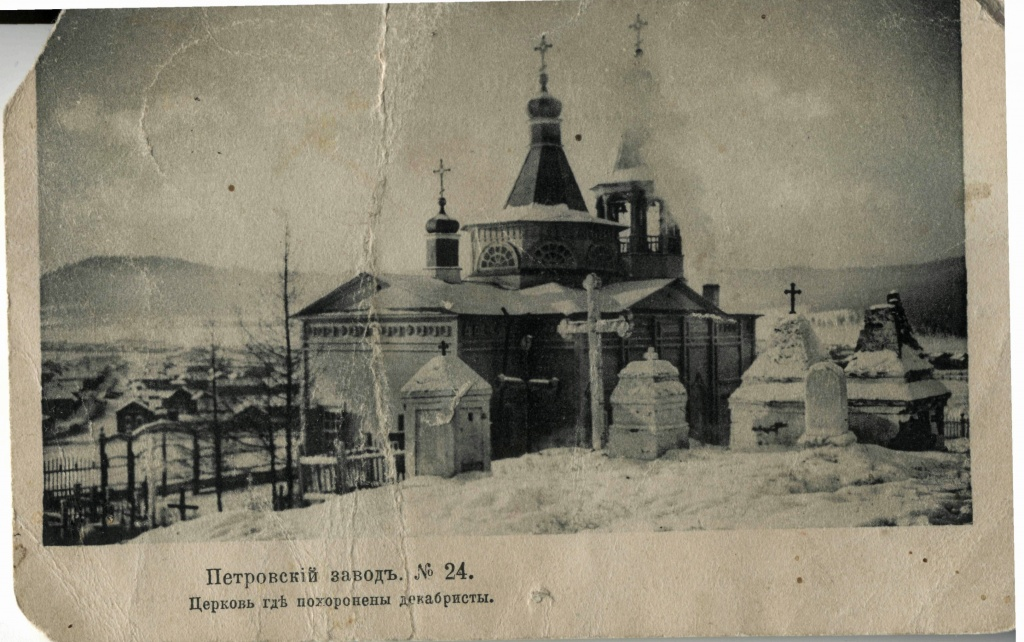 Петровскій заводъ. № 24.
Церковь гдѣ похоронены декабристы.